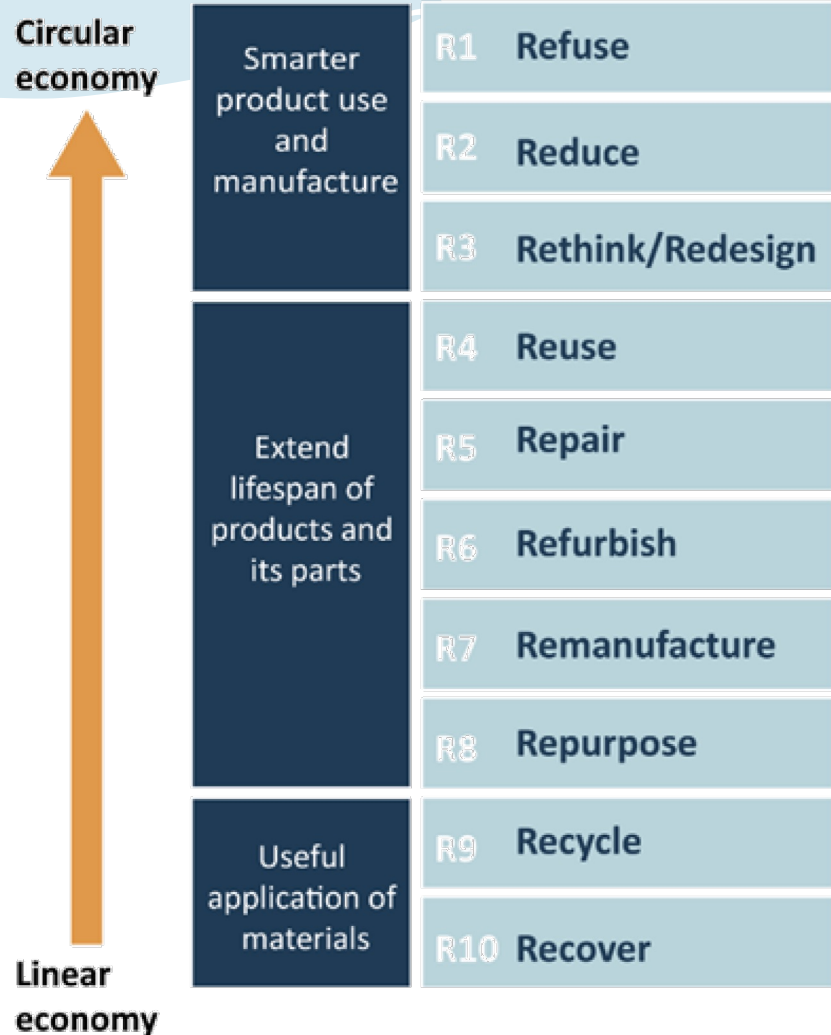 Circular
economy
Smarter
product use
and
manufacture
R1 Refuse
R2 Reduce
R3 Rethink/Redesign
Extend
lifespan of
products and
its parts
R4 Reuse
R5 Repair
R6 Refurbish
R7 Remanufacture
R8 Repurpose
Useful
application of
materials
R9 Recycle
R10 Recover
Linear
economy